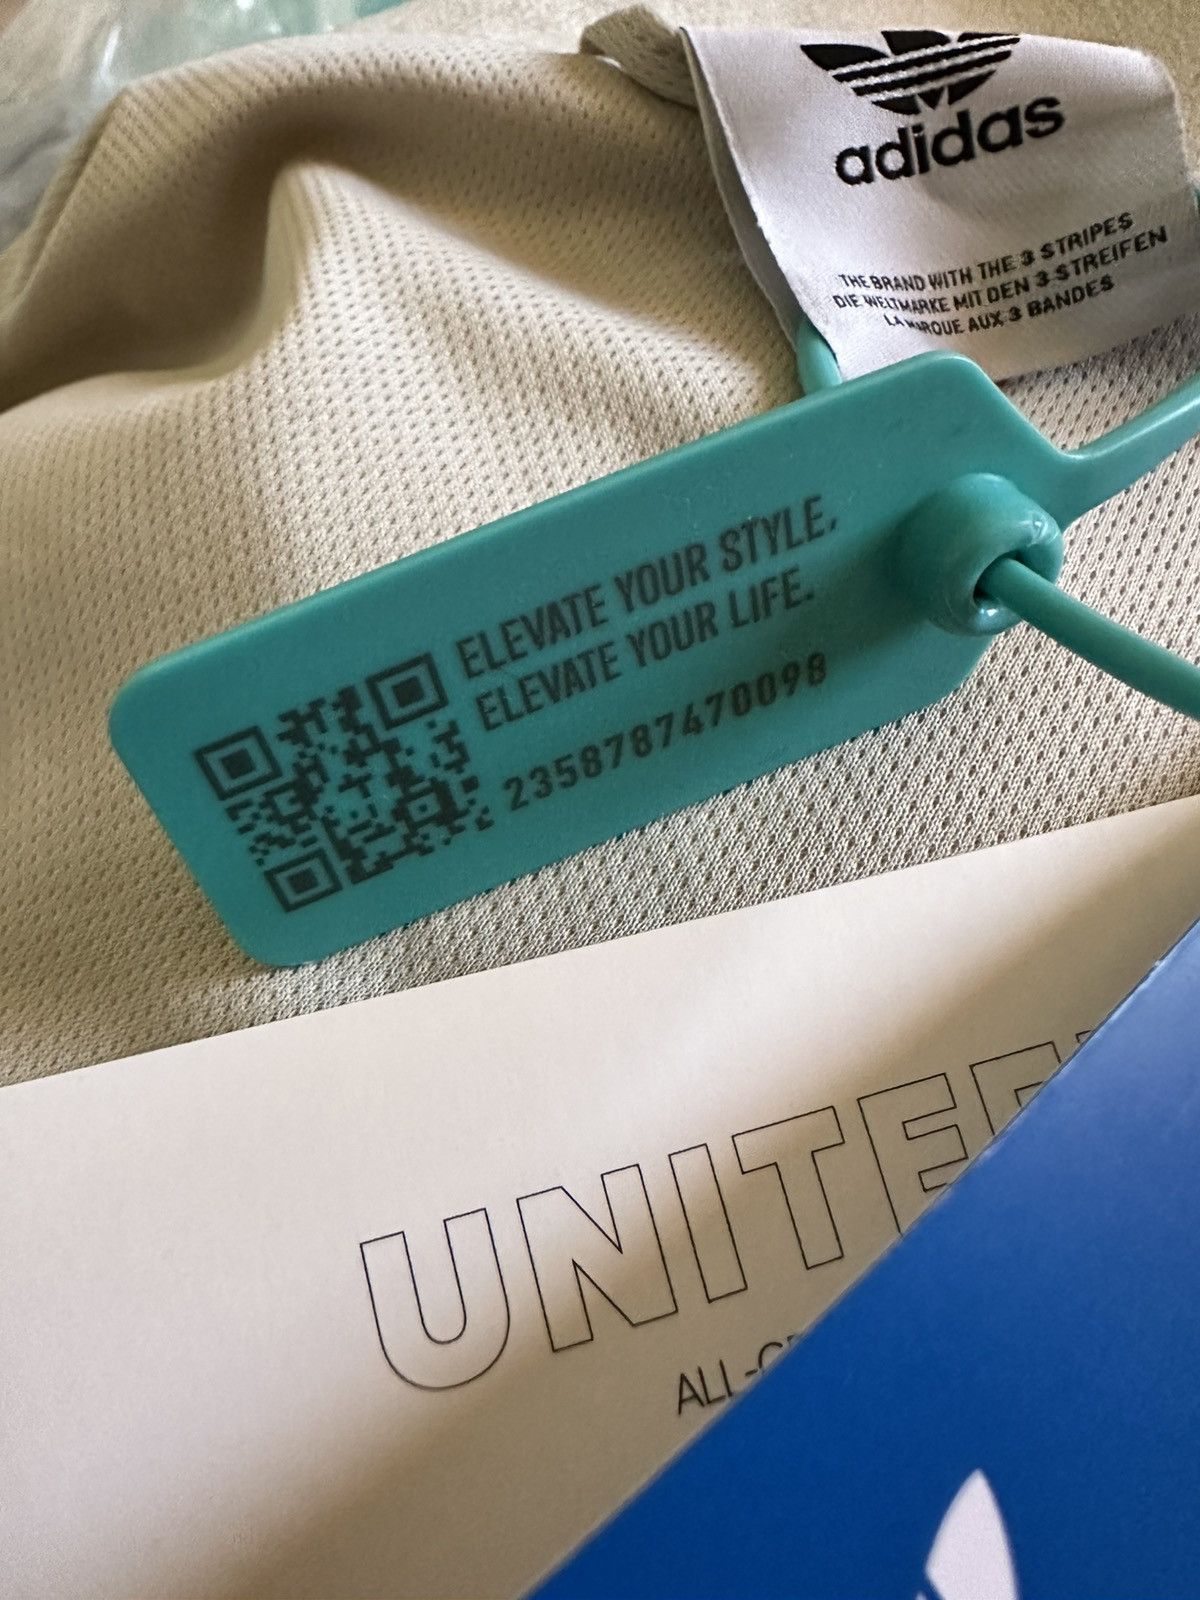 adidas
THE BRAND WITH THE 3 STRIPES
DIE WELTMARKE MIT DEN 3 STREIFEN
LA MARQUE AUX 3 BANDES
ELEVATE YOUR STYLE.
ELEVATE YOUR LIFE.
2358787470098
UNITE
ALL-